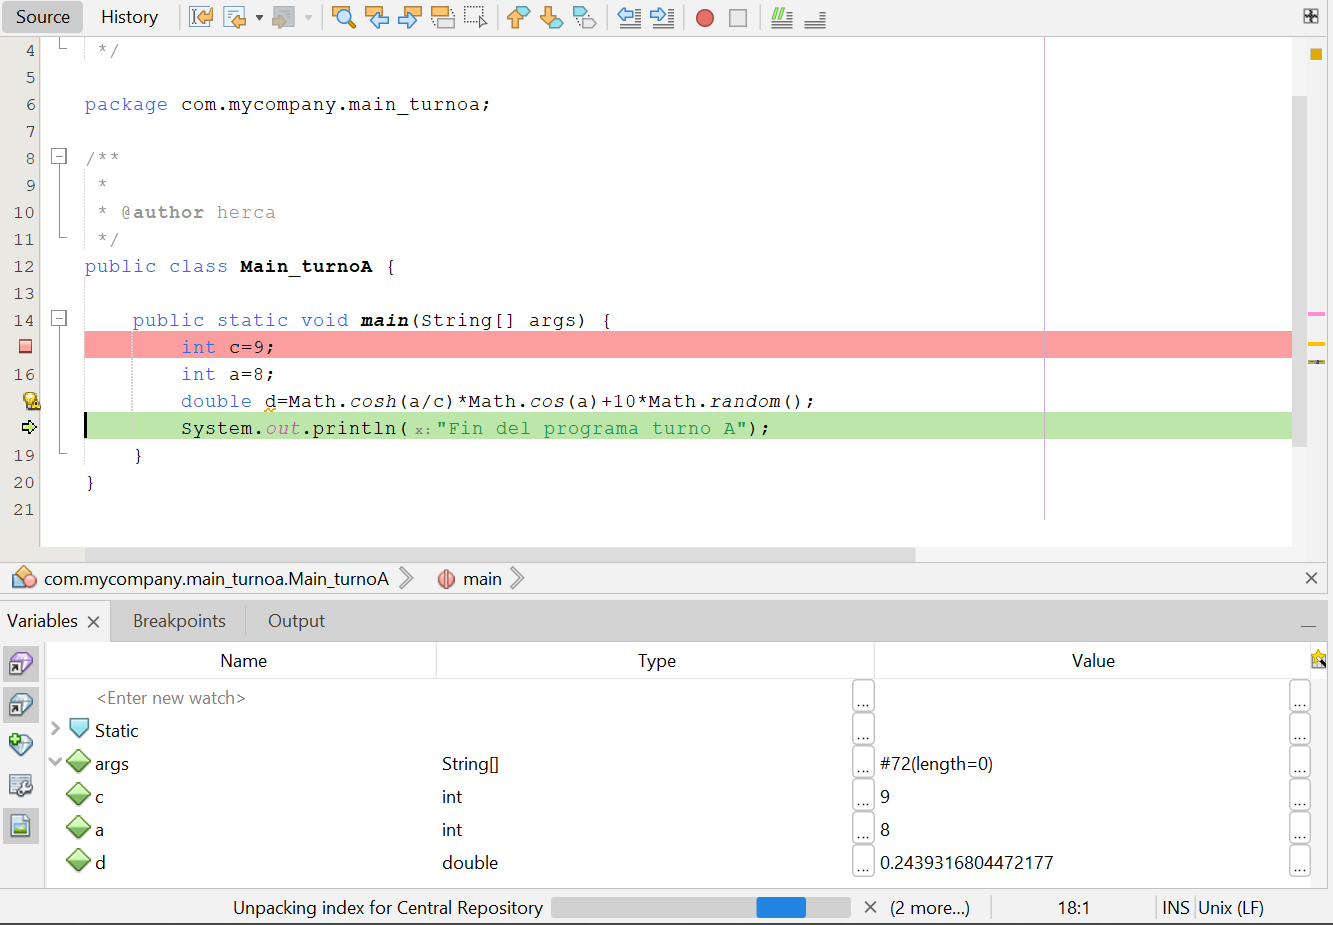 Source History
4 */
5
6 package com.mycompany.main_turnoa;
7
8 /**
9 *
10 * @author herca
11 */
12 public class Main_turnoA {
13
14 public static void main(String[] args) {
int c=9;
16 int a=8;
double d=Math.cosh(a/c)*Math.cos(a)+10*Math.random();
System.out.println( x: "Fin del programa turno A");
19 }
20 }
21
com.mycompany.main_turnoa.Main_turnoA main
Variables Breakpoints Output
Name Type Value
<Enter new watch> ... ...
Static ... ...
args String[] ... #72(length=0) ...
c int ... 9 ...
a int ... 8 ...
d double ... 0.2439316804472177 ...
Unpacking index for Central Repository (2 more...) 18:1 INS Unix (LF)